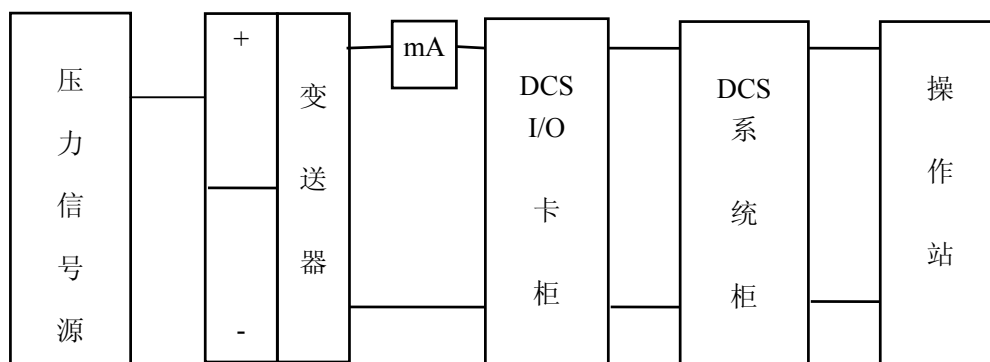 压力信号源
+
-
变送器
mA
DCS
I/O
卡
柜
DCS
系
统
柜
操作站